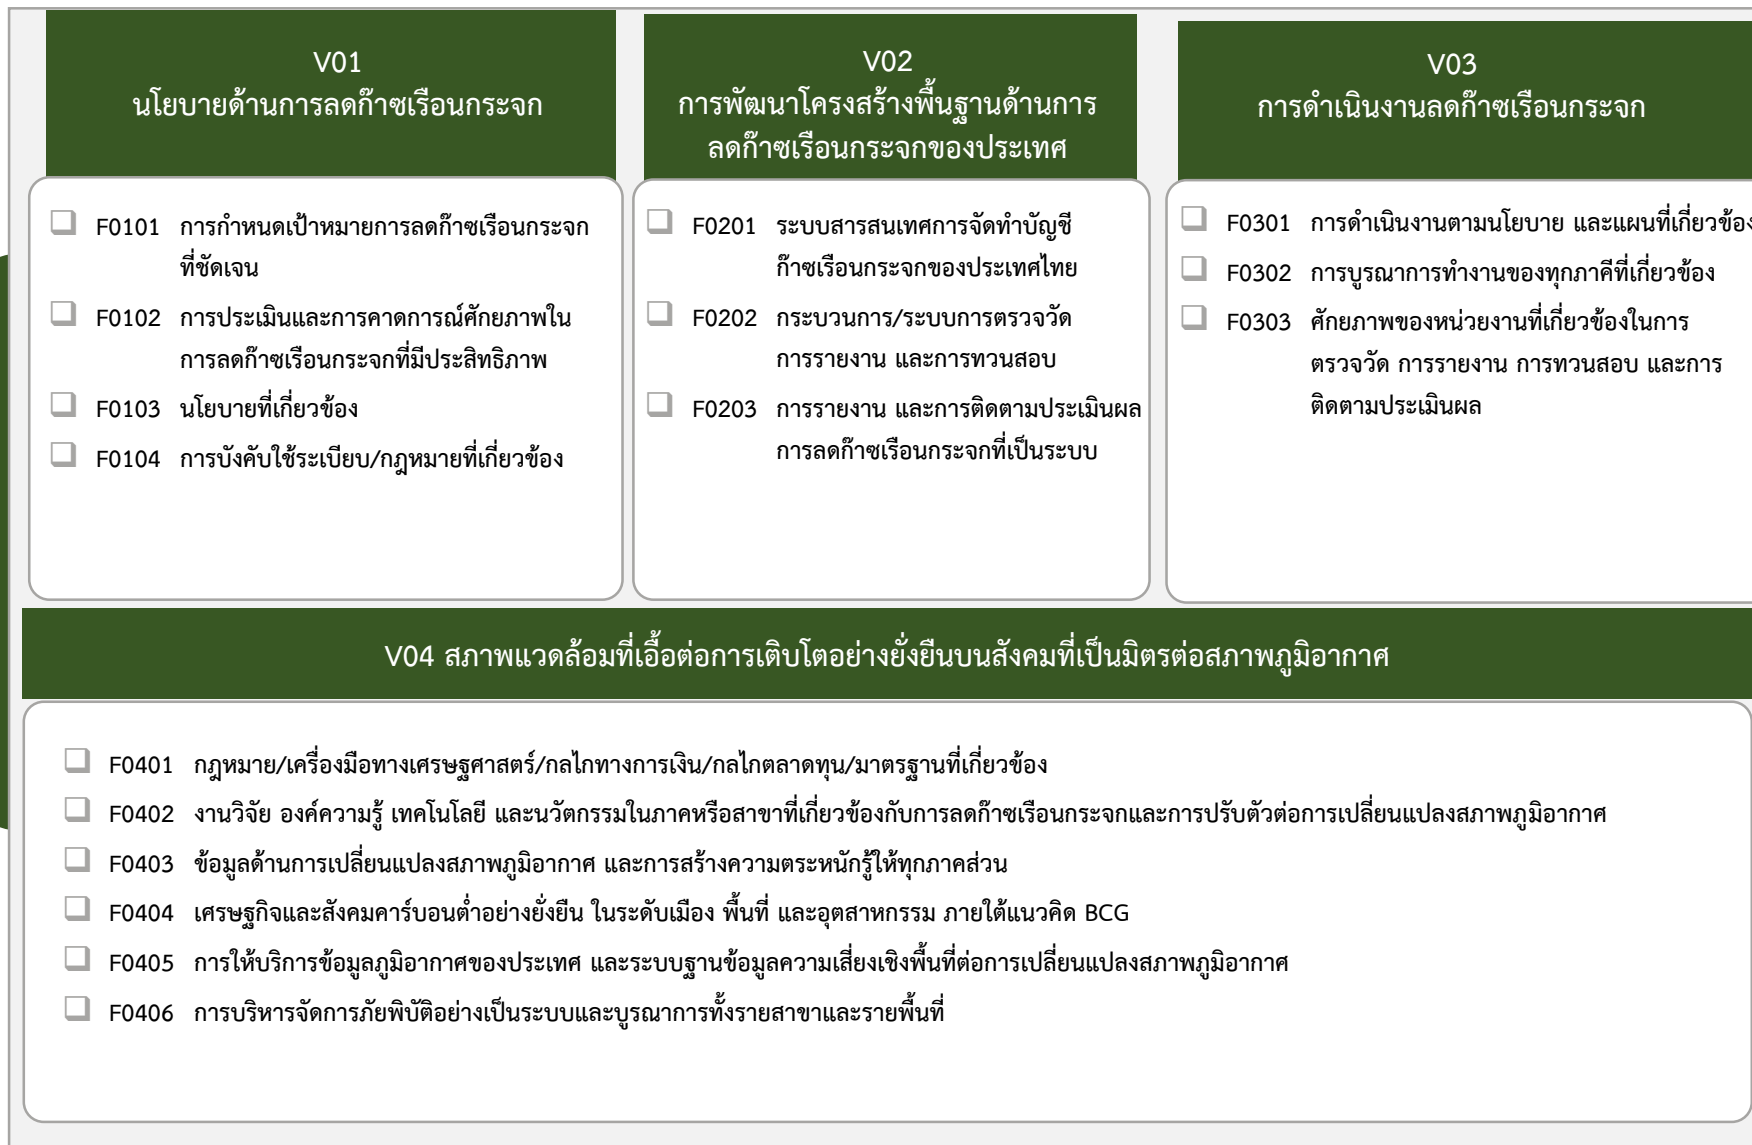 V01
นโยบายด้านการลดก๊าซเรือนกระจก
F0101 การกำหนดเป้าหมายการลดก๊าซเรือนกระจก
ที่ชัดเจน
F0102 การประเมินและการคาดการณ์ศักยภาพใน
การลดก๊าซเรือนกระจกที่มีประสิทธิภาพ
F0103 นโยบายที่เกี่ยวข้อง
F0104 การบังคับใช้ระเบียบ/กฎหมายที่เกี่ยวข้อง
V02
การพัฒนาโครงสร้างพื้นฐานด้านการ
ลดก๊าซเรือนกระจกของประเทศ
F0201 ระบบสารสนเทศการจัดทำบัญชี
ก๊าซเรือนกระจกของประเทศไทย
F0202 กระบวนการ/ระบบการตรวจวัด
การรายงาน และการทวนสอบ
F0203 การรายงาน และการติดตามประเมินผล
การลดก๊าซเรือนกระจกที่เป็นระบบ
V03
การดำเนินงานลดก๊าซเรือนกระจก
F0301 การดำเนินงานตามนโยบาย และแผนที่เกี่ยวข้อง
F0302 การบูรณาการทำงานของทุกภาคีที่เกี่ยวข้อง
F0303 ศักยภาพของหน่วยงานที่เกี่ยวข้องในการ
ตรวจวัด การรายงาน การทวนสอบ และการ
ติดตามประเมินผล
V04 สภาพแวดล้อมที่เอื้อต่อการเติบโตอย่างยั่งยืนบนสังคมที่เป็นมิตรต่อสภาพภูมิอากาศ
F0401 กฎหมาย/เครื่องมือทางเศรษฐศาสตร์/กลไกทางการเงิน/กลไกตลาดทุน/มาตรฐานที่เกี่ยวข้อง
F0402 งานวิจัย องค์ความรู้ เทคโนโลยี และนวัตกรรมในภาคหรือสาขาที่เกี่ยวข้องกับการลดก๊าซเรือนกระจกและการปรับตัวต่อการเปลี่ยนแปลงสภาพภูมิอากาศ
F0403 ข้อมูลด้านการเปลี่ยนแปลงสภาพภูมิอากาศ และการสร้างความตระหนักรู้ให้ทุกภาคส่วน
F0404 เศรษฐกิจและสังคมคาร์บอนต่ำอย่างยั่งยืน ในระดับเมือง พื้นที่ และอุตสาหกรรม ภายใต้แนวคิด BCG
F0405 การให้บริการข้อมูลภูมิอากาศของประเทศ และระบบฐานข้อมูลความเสี่ยงเชิงพื้นที่ต่อการเปลี่ยนแปลงสภาพภูมิอากาศ
F0406 การบริหารจัดการภัยพิบัติอย่างเป็นระบบและบูรณาการทั้งรายสาขาและรายพื้นที่